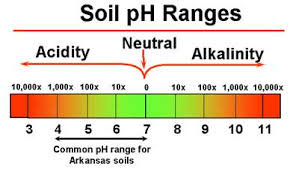 Soil pH Ranges
Neutral
Acidity Alkalinity
10,000x 1,000x 100x 10x 0 10x 100x 1,000x 10,000x
3 4 5 6 7 8 9 10 11
Common pH range for
Arkansas soils